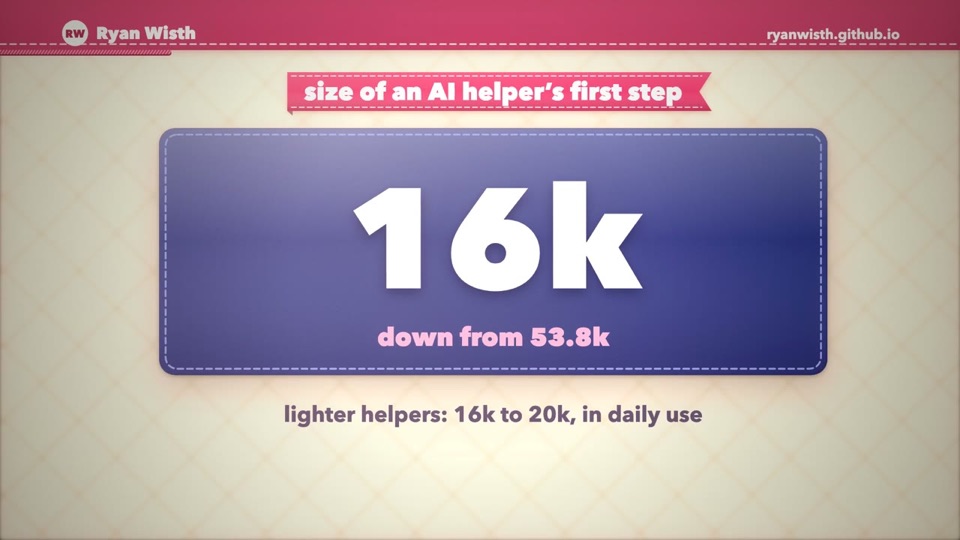 RW Ryan Wisth
ryanwisth.github.io
size of an AI helper’s first step
16k
down from 53.8k
lighter helpers: 16k to 20k, in daily use